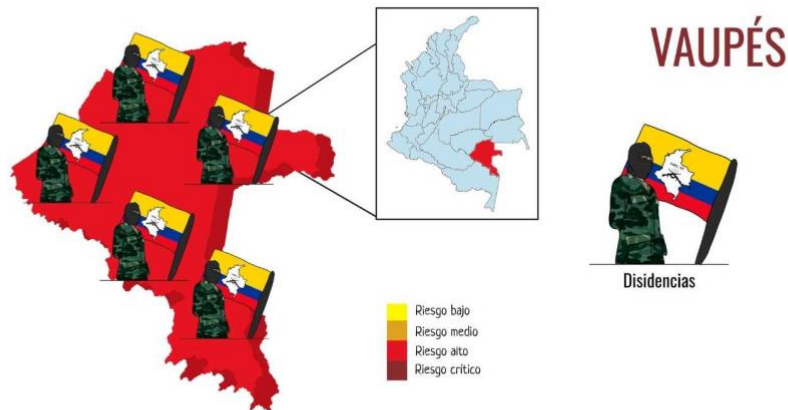 VAUPÉS
Disidencias
Riesgo bajo
Riesgo medio
Riesgo alto
Riesgo crítico